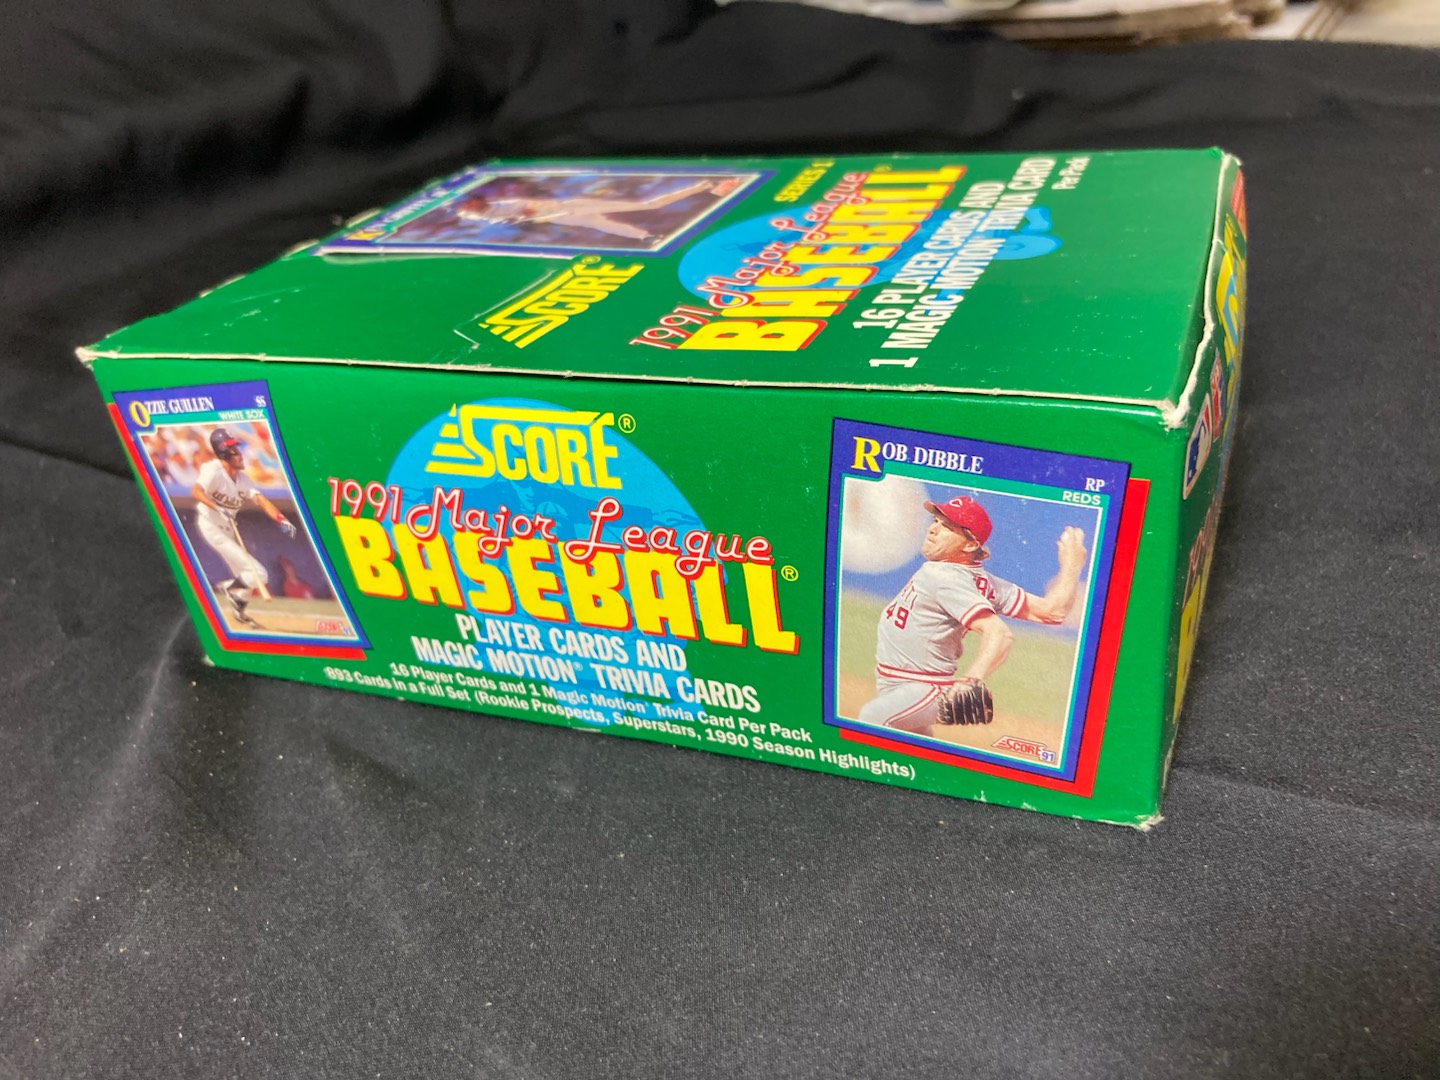 SERIES 1
SCORE®
1991 Major League
BASEBALL®
16 PLAYER CARDS AND
1 MAGIC MOTION® TRIVIA CARD
Per Pack
OZZIE GUILLEN
SS
WHITE SOX
SCORE 91
SCORE®
1991 Major League
BASEBALL®
PLAYER CARDS AND
MAGIC MOTION® TRIVIA CARDS
16 Player Cards and 1 Magic Motion® Trivia Card Per Pack
893 Cards in a Full Set (Rookie Prospects, Superstars, 1990 Season Highlights)
ROB DIBBLE
RP
REDS
49
SCORE 91